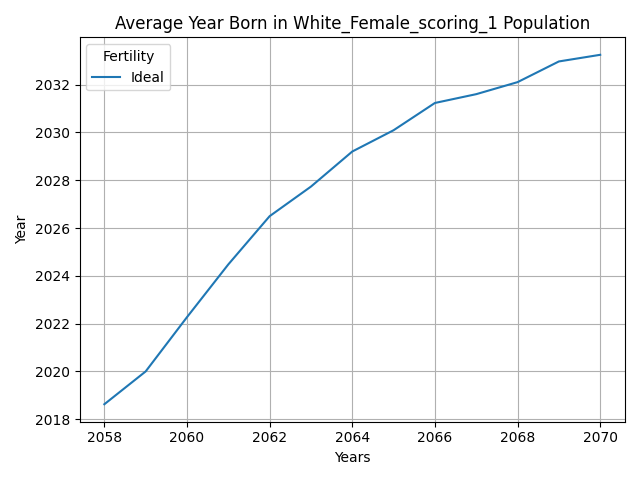 Average Year Born in White_Female_scoring_1 Population
Fertility
Ideal
2032
2030
2028
2026
2024
2022
2020
2018
Year
2058 2060 2062 2064 2066 2068 2070
Years